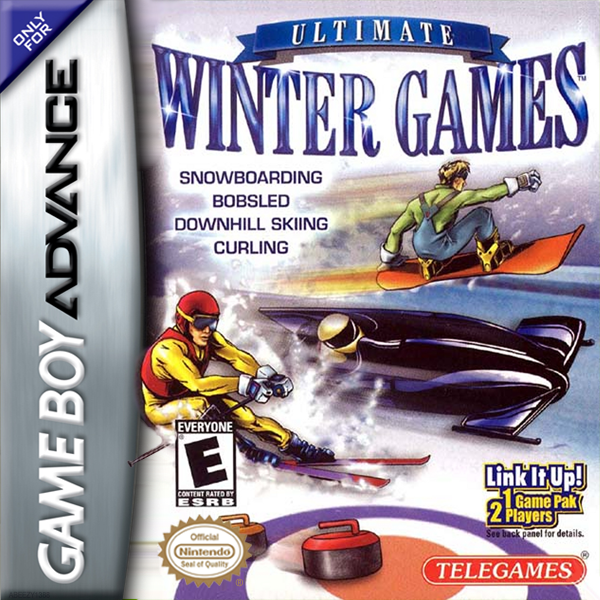 ONLY
FOR
GAME BOY ADVANCE
ULTIMATE
WINTER GAMES™
SNOWBOARDING
BOBSLED
DOWNHILL SKIING
CURLING
EVERYONE
E
CONTENT RATED BY
ESRB
Official
Nintendo
Seal of Quality
®
Link It Up!
1 Game Pak
2 Players
See back panel for details.
TELEGAMES®